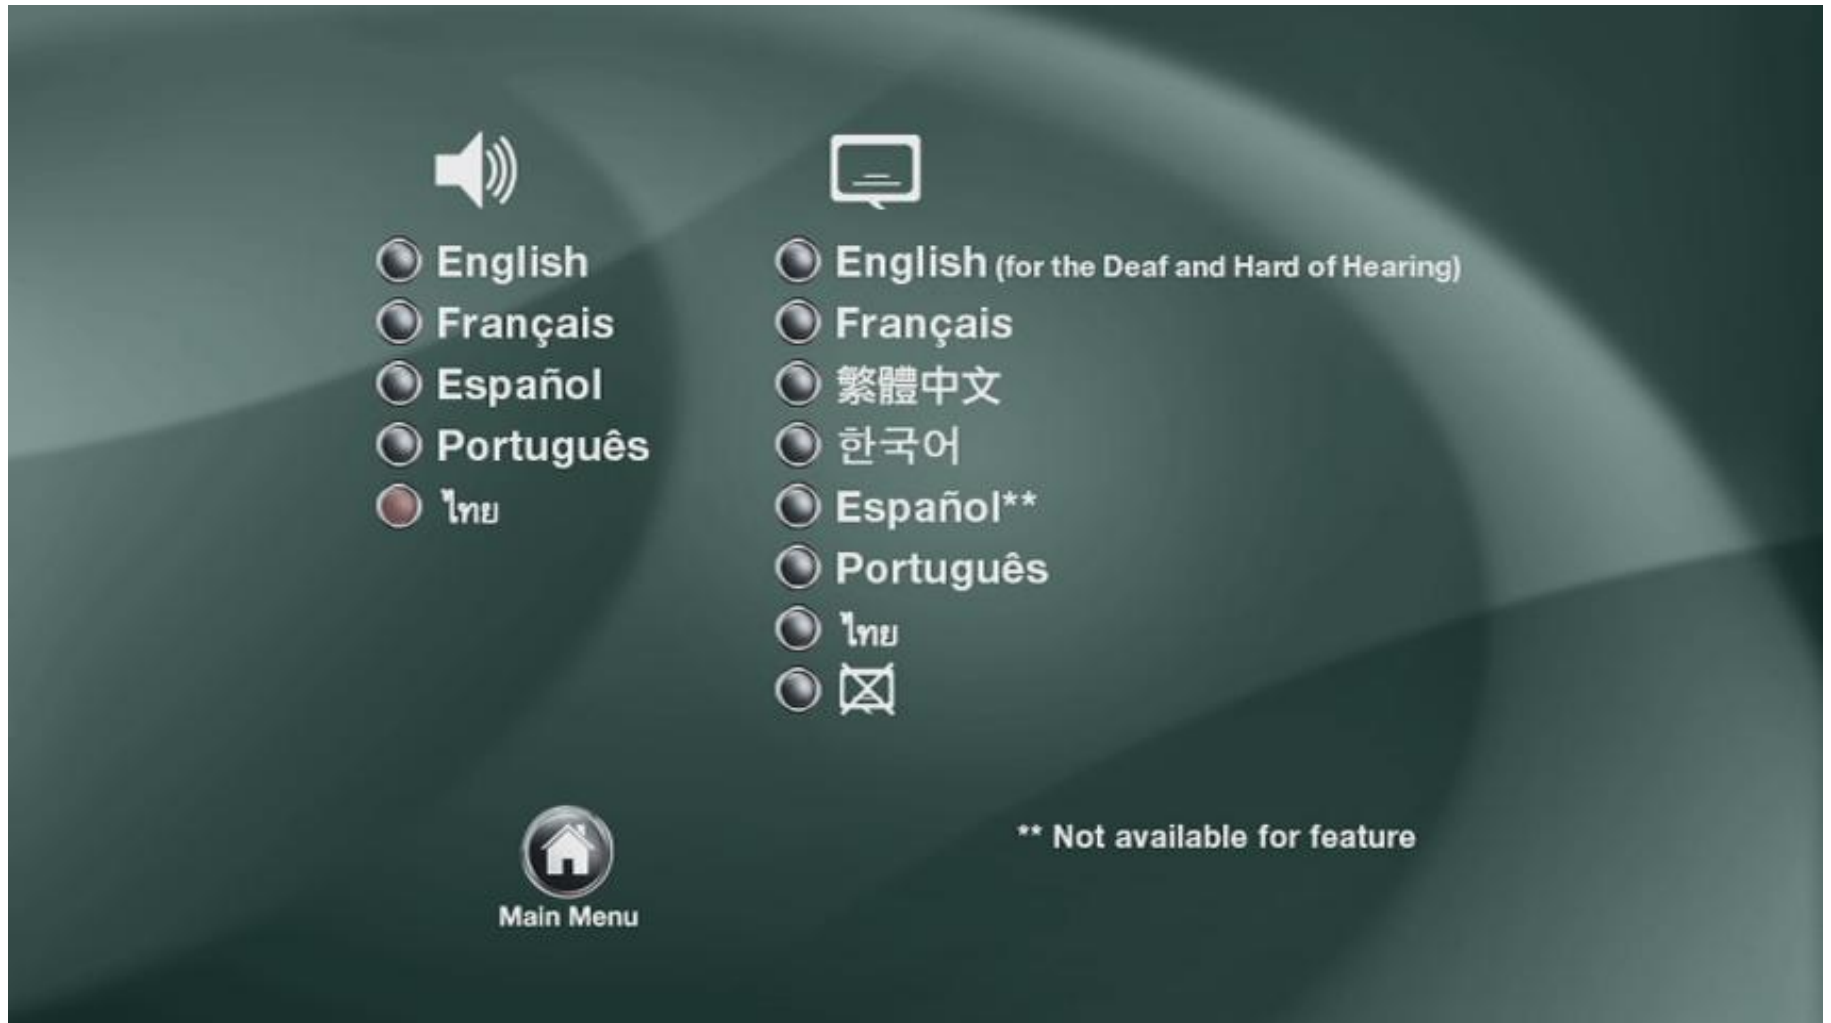 English
Français
Español
Português
ไทย
English (for the Deaf and Hard of Hearing)
Français
繁體中文
한국어
Español**
Português
ไทย
** Not available for feature
Main Menu